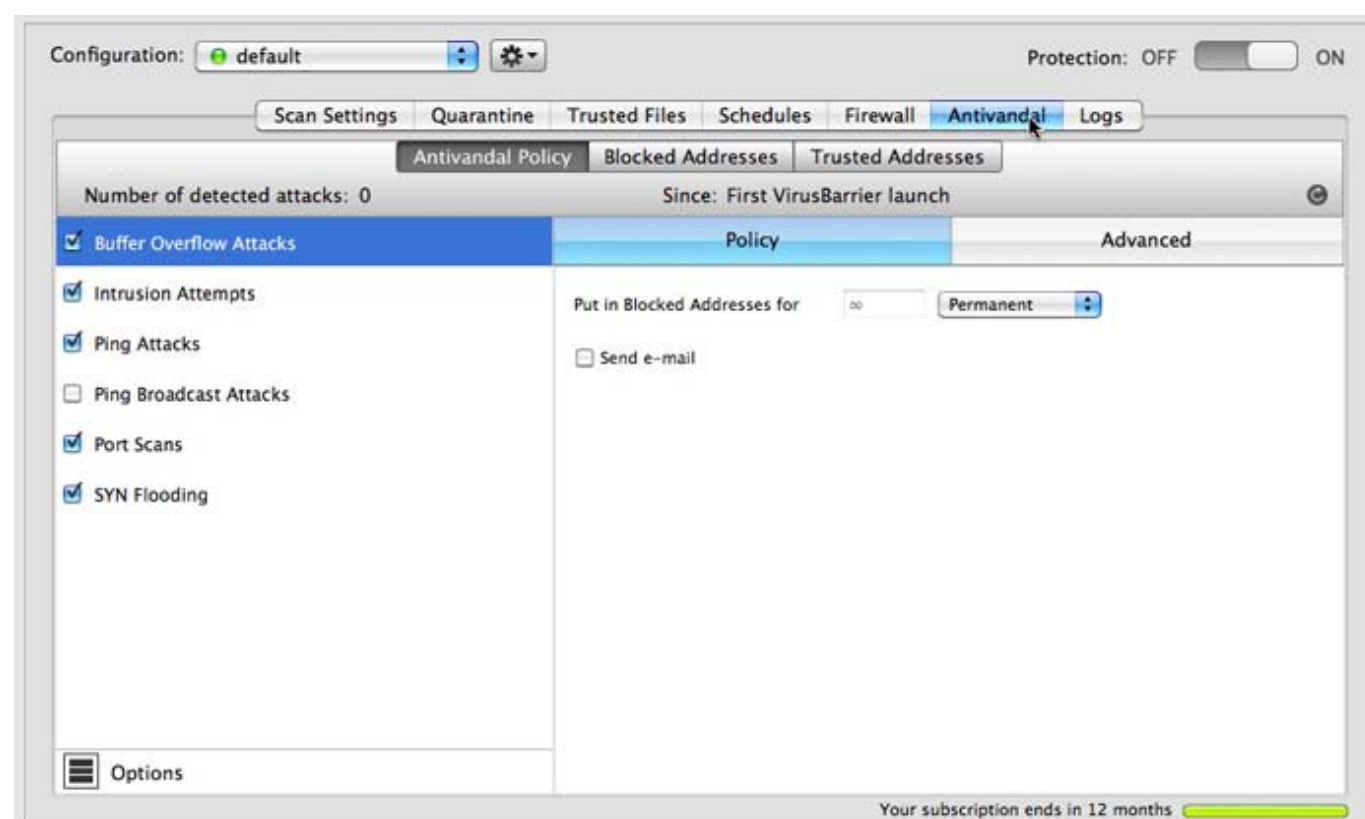 Configuration: default Protection: OFF ON
Scan Settings Quarantine Trusted Files Schedules Firewall Antivandal Logs
Antivandal Policy Blocked Addresses Trusted Addresses
Number of detected attacks: 0 Since: First VirusBarrier launch
Buffer Overflow Attacks
Policy Advanced
Intrusion Attempts
Ping Attacks
Ping Broadcast Attacks
Port Scans
SYN Flooding
Put in Blocked Addresses for ∞ Permanent
Send e-mail
Options
Your subscription ends in 12 months